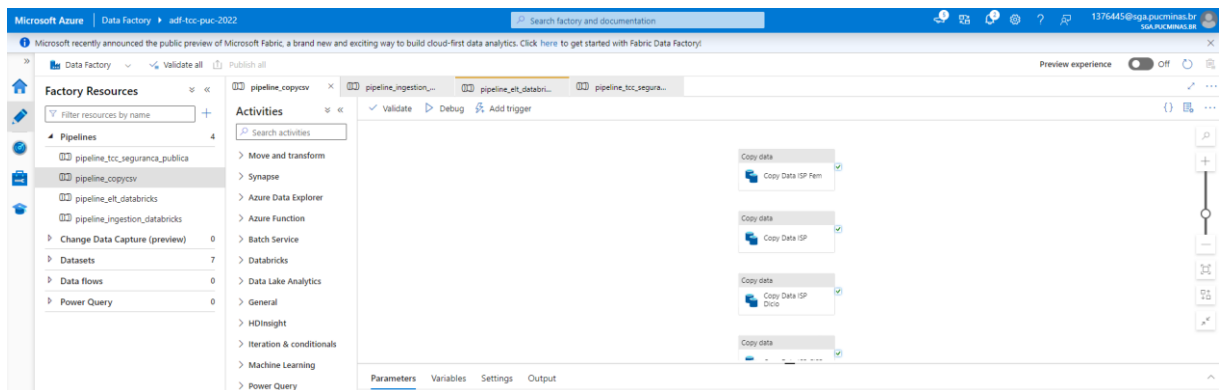 Microsoft Azure | Data Factory ▸ adf-tcc-puc-2022
Search factory and documentation
1376445@sga.pucminas.br
SGA.PUCMINAS.BR
Microsoft recently announced the public preview of Microsoft Fabric, a brand new and exciting way to build cloud-first data analytics. Click here to get started with Fabric Data Factory!
Data Factory
Validate all
Publish all
Preview experience
Off
Factory Resources
Filter resources by name
Pipelines 4
pipeline_tcc_seguranca_publica
pipeline_copycsv
pipeline_elt_databricks
pipeline_ingestion_databricks
Change Data Capture (preview) 0
Datasets 7
Data flows 0
Power Query 0
pipeline_copycsv
pipeline_ingestion_...
pipeline_elt_databri...
pipeline_tcc_segura...
Activities
Search activities
Move and transform
Synapse
Azure Data Explorer
Azure Function
Batch Service
Databricks
Data Lake Analytics
General
HDInsight
Iteration & conditionals
Machine Learning
Power Query
Validate
Debug
Add trigger
Copy data
Copy Data ISP Fem
Copy data
Copy Data ISP
Copy data
Copy Data ISP
Dicio
Copy data
Parameters
Variables
Settings
Output